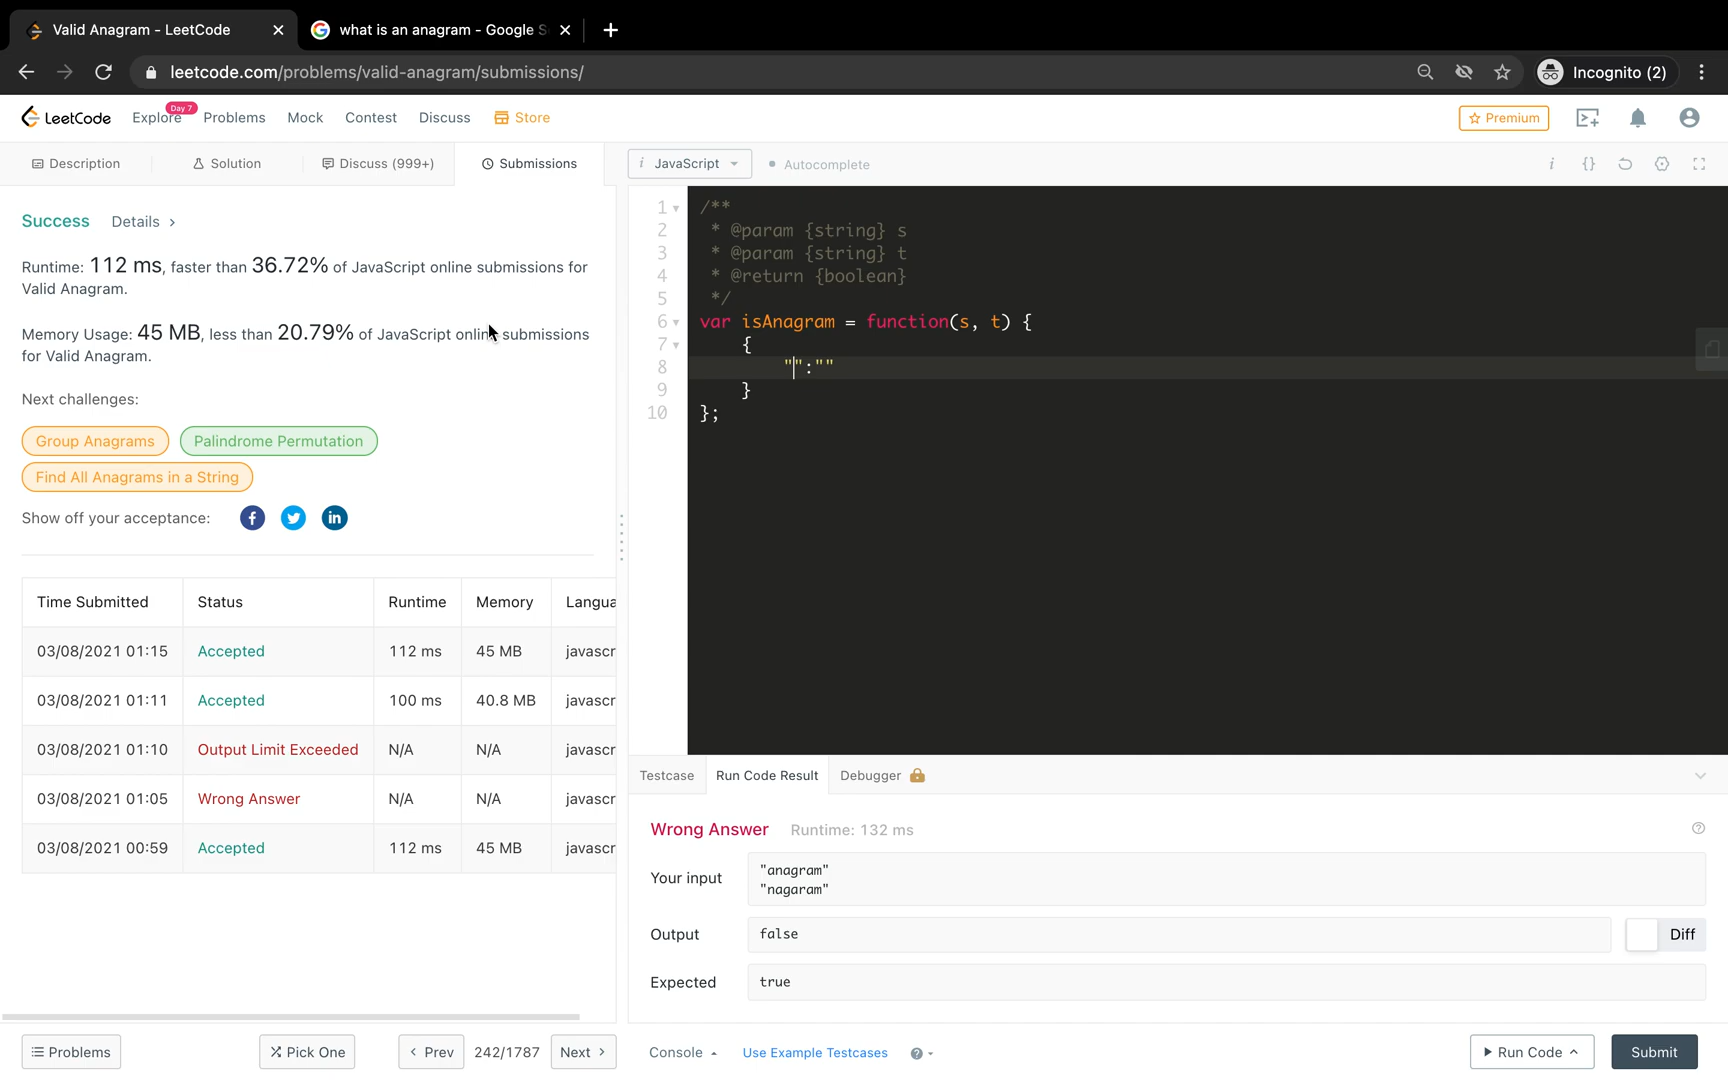 Valid Anagram - LeetCode
what is an anagram - Google S
leetcode.com/problems/valid-anagram/submissions/
Incognito (2)
LeetCode
Explore
Day 7
Problems
Mock
Contest
Discuss
Store
Premium
Description
Solution
Discuss (999+)
Submissions
i JavaScript
Autocomplete
i
{}
Success
Details >
Runtime: 112 ms, faster than 36.72% of JavaScript online submissions for
Valid Anagram.
Memory Usage: 45 MB, less than 20.79% of JavaScript online submissions
for Valid Anagram.
Next challenges:
Group Anagrams
Palindrome Permutation
Find All Anagrams in a String
Show off your acceptance:
Time Submitted Status Runtime Memory Langua
03/08/2021 01:15 Accepted 112 ms 45 MB javascr
03/08/2021 01:11 Accepted 100 ms 40.8 MB javascr
03/08/2021 01:10 Output Limit Exceeded N/A N/A javascr
03/08/2021 01:05 Wrong Answer N/A N/A javascr
03/08/2021 00:59 Accepted 112 ms 45 MB javascr
1 /**
2 * @param {string} s
3 * @param {string} t
4 * @return {boolean}
5 */
6 var isAnagram = function(s, t) {
7 {
8 "":""
9 }
10 };
Testcase
Run Code Result
Debugger
Wrong Answer
Runtime: 132 ms
Your input
"anagram"
"nagaram"
Output
false
Diff
Expected
true
Problems
Pick One
< Prev
242/1787
Next >
Console
Use Example Testcases
Run Code
Submit